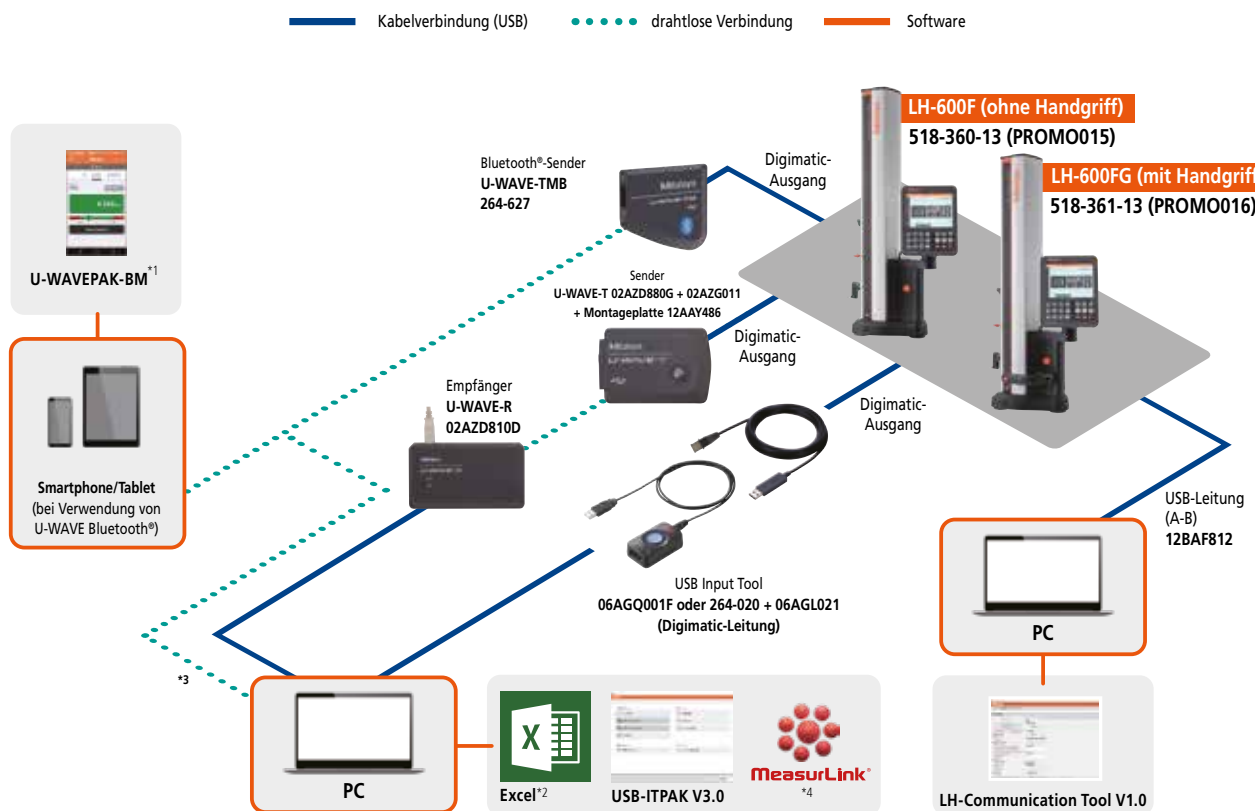 Kabelverbindung (USB)
drahtlose Verbindung
Software
LH-600F (ohne Handgriff)
518-360-13 (PROMO015)
LH-600FG (mit Handgriff
518-361-13 (PROMO016)
Bluetooth®-Sender
U-WAVE-TMB
264-627
Digimatic-
Ausgang
Mitutoyo
U-WAVEPAK-BM*1
Sender
U-WAVE-T 02AZD880G + 02AZG011
+ Montageplatte 12AAY486
Digimatic-
Ausgang
Mitutoyo
Empfänger
U-WAVE-R
02AZD810D
Digimatic-
Ausgang
Smartphone/Tablet
(bei Verwendung von
U-WAVE Bluetooth®)
USB-Leitung
(A-B)
12BAF812
USB Input Tool
06AGQ001F oder 264-020 + 06AGL021
(Digimatic-Leitung)
PC
*3
PC
X
Excel*2
USB-ITPAK V3.0
MeasurLink®
*4
LH-Communication Tool V1.0